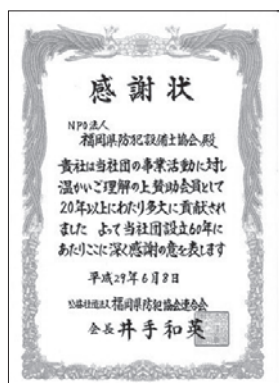 感謝状
NPO法人
福岡県防犯設備士協会殿
貴社は当社団の事業活動に対し
温かいご理解の上賛助会員として
20年以上にわたり多大に貢献され
ました よって当社団設立60年に
あたりここに深く感謝の意を表します
平成29年6月8日
公益社団法人福岡県防犯協会連合会
会長 井手和英